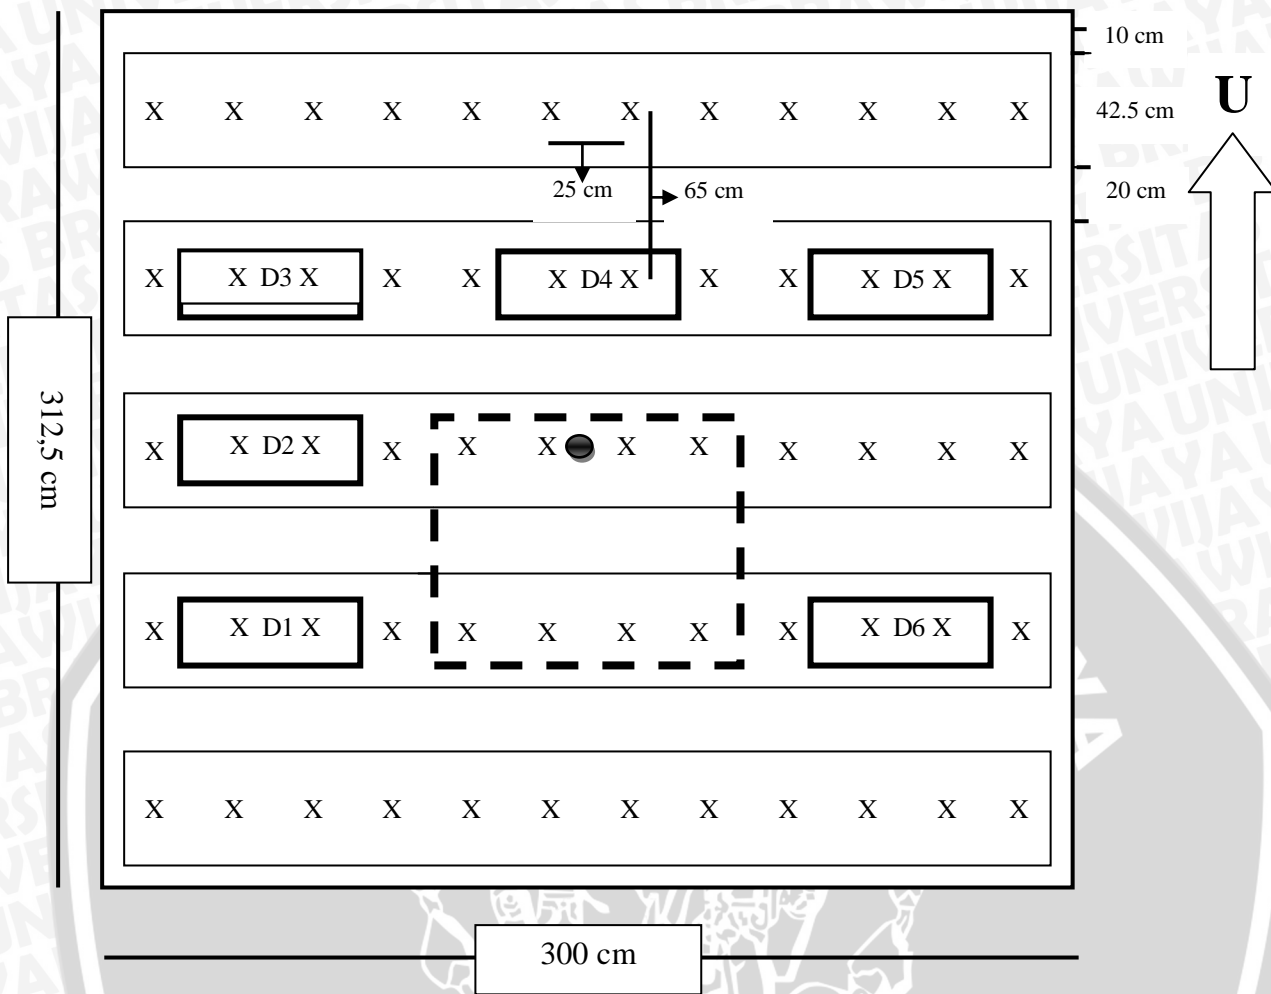 10 cm
U
X X X X X X X X X X X X
42.5 cm
25 cm
65 cm
20 cm
X X D3 X X X X D4 X X X X D5 X X
312,5 cm
X X D2 X X X X X X X X X X
X X D1 X X X X X X X X D6 X X
X X X X X X X X X X X X
300 cm